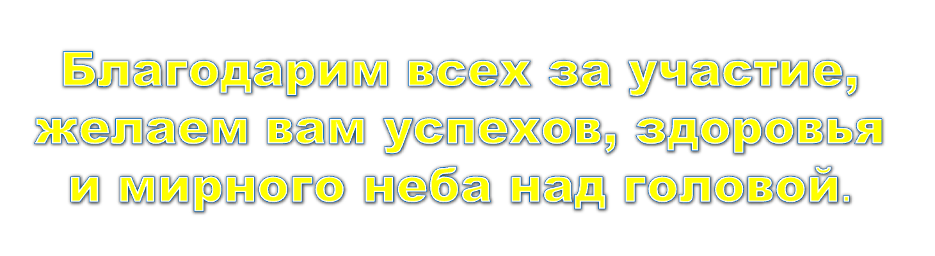 Благодарим всех за участие,
желаем вам успехов, здоровья
и мирного неба над головой.